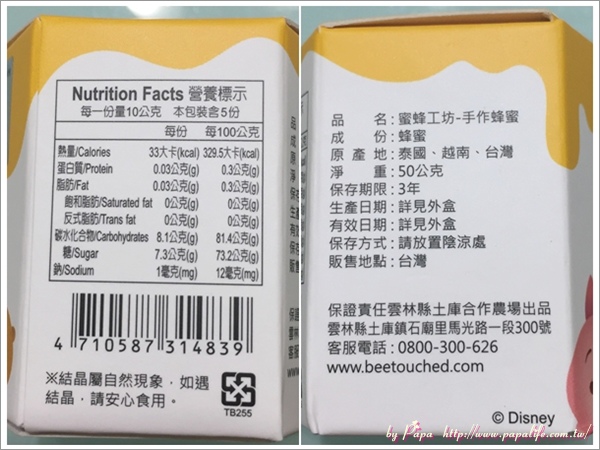 Nutrition Facts 營養標示
每一份量10公克 本包裝含5份
每份 每100公克
熱量/Calories 33大卡(kcal) 329.5大卡(kcal)
蛋白質/Protein 0.03公克(g) 0.3公克(g)
脂肪/Fat 0.03公克(g) 0.3公克(g)
飽和脂肪/Saturated fat 0公克(g) 0公克(g)
反式脂肪/Trans fat 0公克(g) 0公克(g)
碳水化合物/Carbohydrates 8.1公克(g) 81.4公克(g)
糖/Sugar 7.3公克(g) 73.2公克(g)
鈉/Sodium 1毫克(mg) 12毫克(mg)
4 710587 314839
※結晶屬自然現象，如遇
結晶，請安心食用。
TB255
品名：蜜蜂工坊-手作蜂蜜
成份：蜂蜜
原產地：泰國、越南、台灣
淨重：50公克
保存期限：3年
生產日期：詳見外盒
有效日期：詳見外盒
保存方式：請放置陰涼處
販售地點：台灣
保證責任雲林縣土庫合作農場出品
雲林縣土庫鎮石廟里馬光路一段300號
客服電話：0800-300-626
www.beetouched.com
© Disney
by Papa http://www.papalife.com.tw/